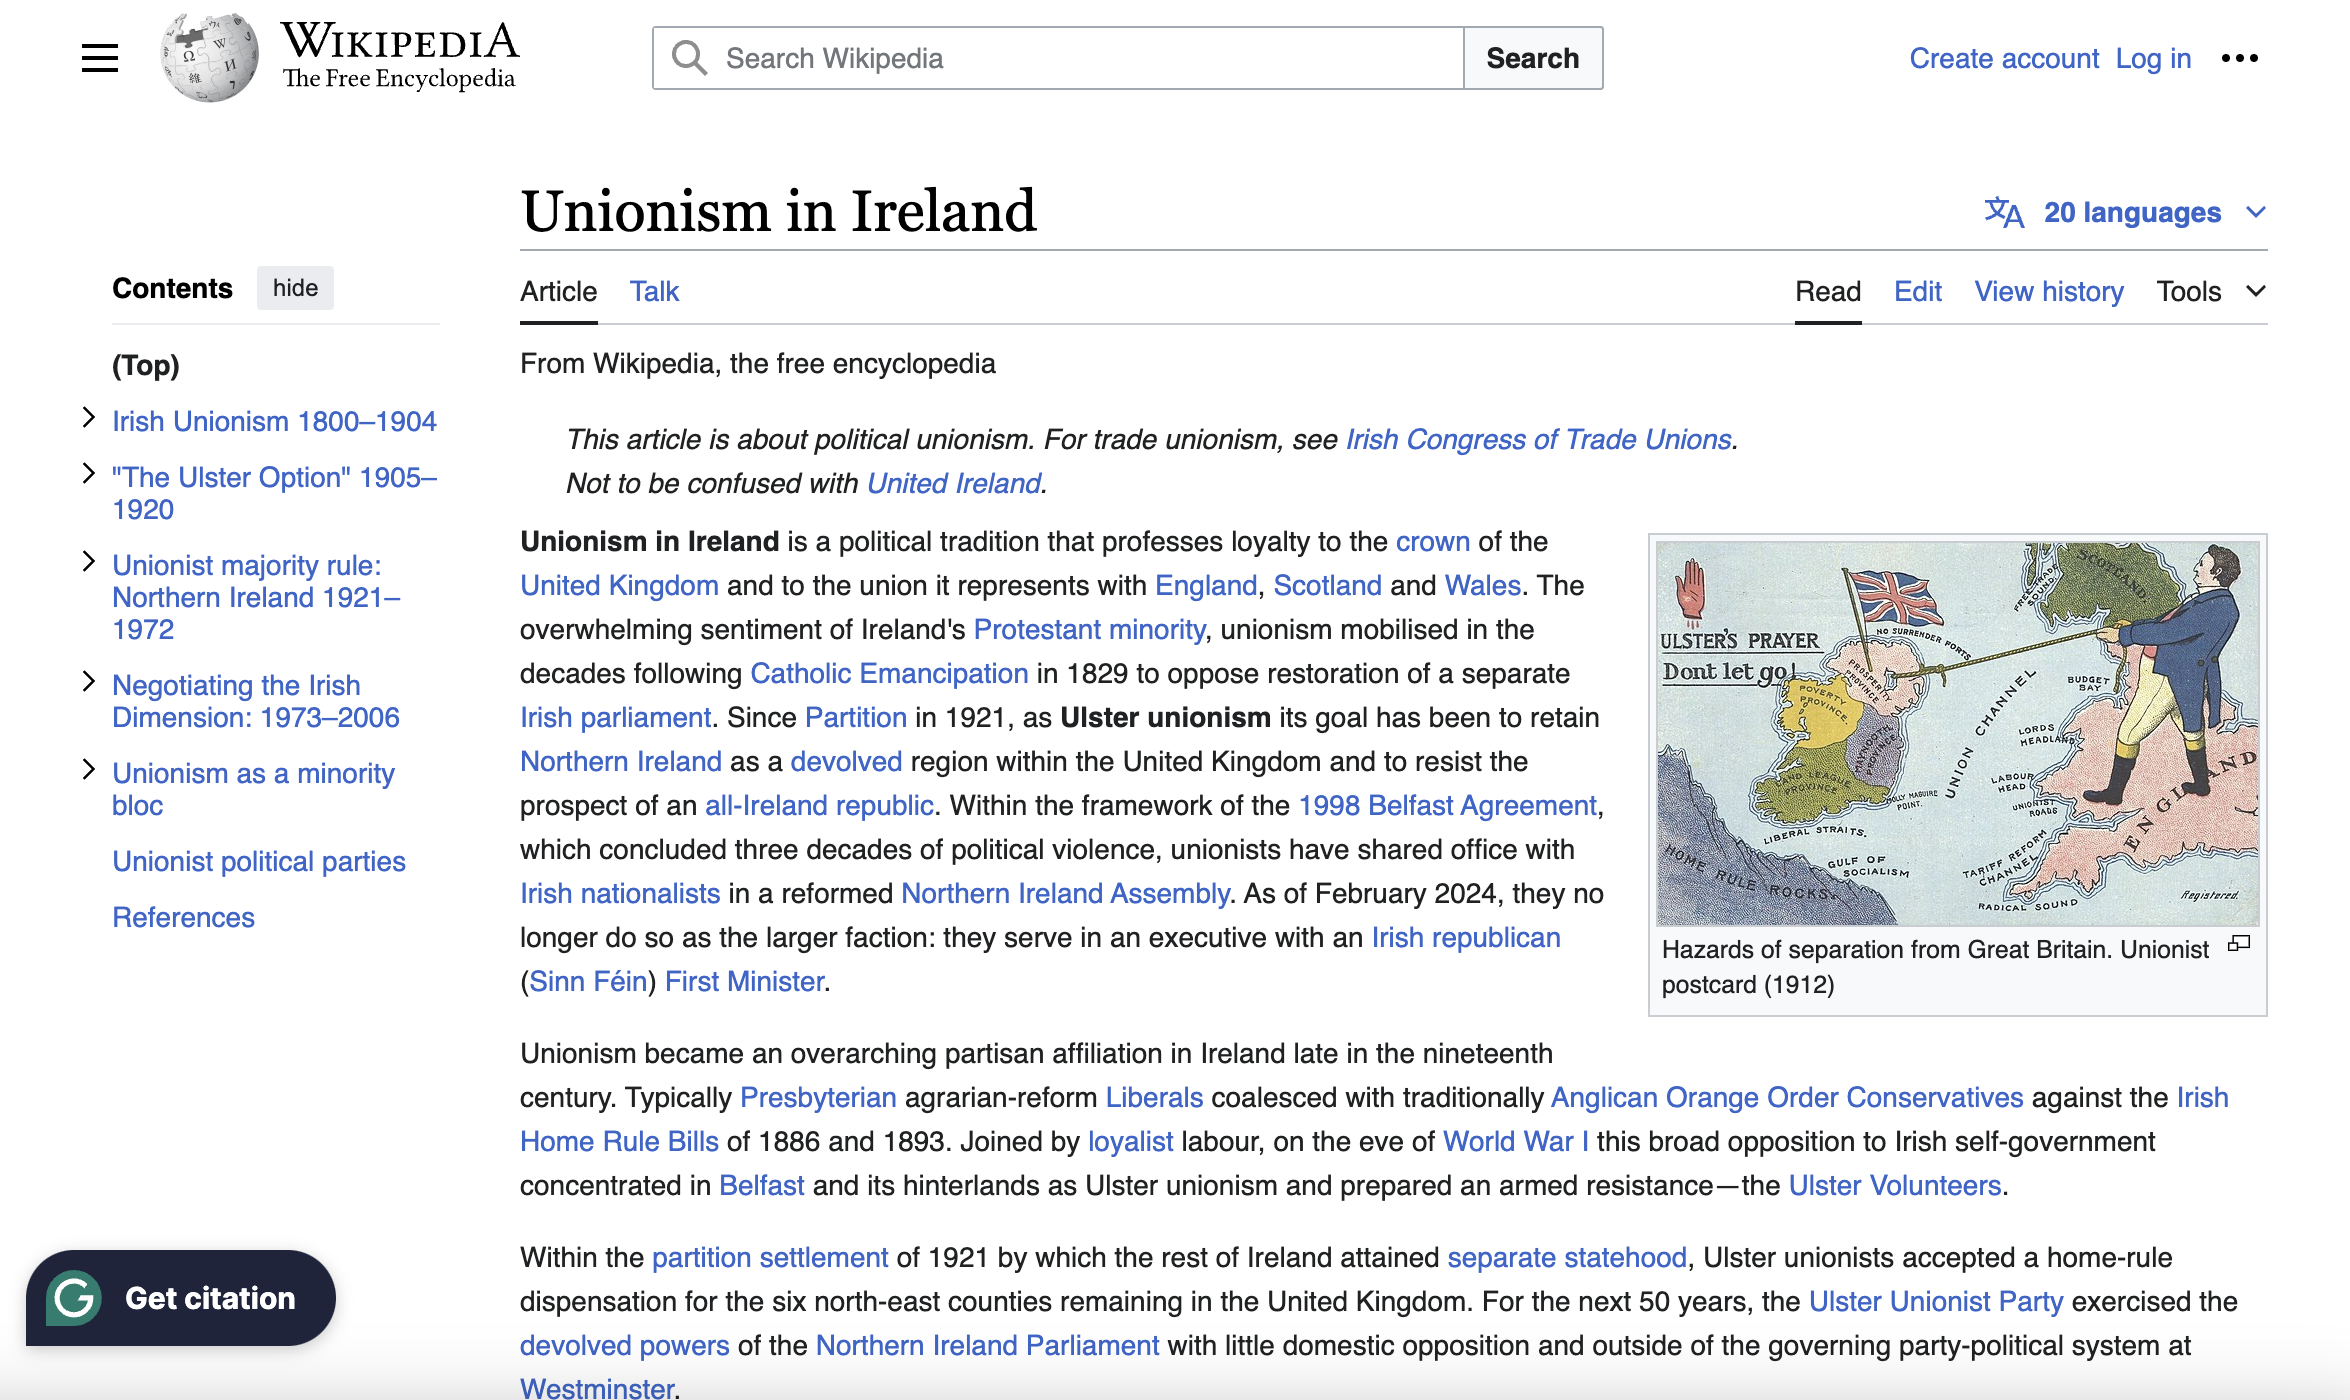 WIKIPEDIA
The Free Encyclopedia
Search Wikipedia
Search
Create account
Log in
Unionism in Ireland
20 languages
Contents
hide
Article
Talk
Read
Edit
View history
Tools
(Top)
Irish Unionism 1800–1904
"The Ulster Option" 1905–
1920
Unionist majority rule:
Northern Ireland 1921–
1972
Negotiating the Irish
Dimension: 1973–2006
Unionism as a minority
bloc
Unionist political parties
References
From Wikipedia, the free encyclopedia
This article is about political unionism. For trade unionism, see Irish Congress of Trade Unions.
Not to be confused with United Ireland.
Unionism in Ireland is a political tradition that professes loyalty to the crown of the
United Kingdom and to the union it represents with England, Scotland and Wales. The
overwhelming sentiment of Ireland's Protestant minority, unionism mobilised in the
decades following Catholic Emancipation in 1829 to oppose restoration of a separate
Irish parliament. Since Partition in 1921, as Ulster unionism its goal has been to retain
Northern Ireland as a devolved region within the United Kingdom and to resist the
prospect of an all-Ireland republic. Within the framework of the 1998 Belfast Agreement,
which concluded three decades of political violence, unionists have shared office with
Irish nationalists in a reformed Northern Ireland Assembly. As of February 2024, they no
longer do so as the larger faction: they serve in an executive with an Irish republican
(Sinn Féin) First Minister.
ULSTER'S PRAYER
Dont let go!
NO SURRENDER PORTS
PROSPERITY
PROVINCE
POVERTY
PROVINCE.
MAYNOOTH
PROVINCE
LAND LEAGUE
PROVINCE
MOLLY MAGUIRE
POINT.
LIBERAL STRAITS.
HOME RULE ROCKS.
GULF OF
SOCIALISM
UNION CHANNEL
FREE TRADE
SOUND.
SCOTLAND.
BUDGET
BAY
LORDS
HEADLAND
LABOUR
HEAD
UNIONIST
ROADS
ENGLAND
TARIFF REFORM
CHANNEL
RADICAL SOUND
Registered.
Hazards of separation from Great Britain. Unionist
postcard (1912)
Unionism became an overarching partisan affiliation in Ireland late in the nineteenth
century. Typically Presbyterian agrarian-reform Liberals coalesced with traditionally Anglican Orange Order Conservatives against the Irish
Home Rule Bills of 1886 and 1893. Joined by loyalist labour, on the eve of World War I this broad opposition to Irish self-government
concentrated in Belfast and its hinterlands as Ulster unionism and prepared an armed resistance—the Ulster Volunteers.
Within the partition settlement of 1921 by which the rest of Ireland attained separate statehood, Ulster unionists accepted a home-rule
dispensation for the six north-east counties remaining in the United Kingdom. For the next 50 years, the Ulster Unionist Party exercised the
devolved powers of the Northern Ireland Parliament with little domestic opposition and outside of the governing party-political system at
Westminster.
Get citation